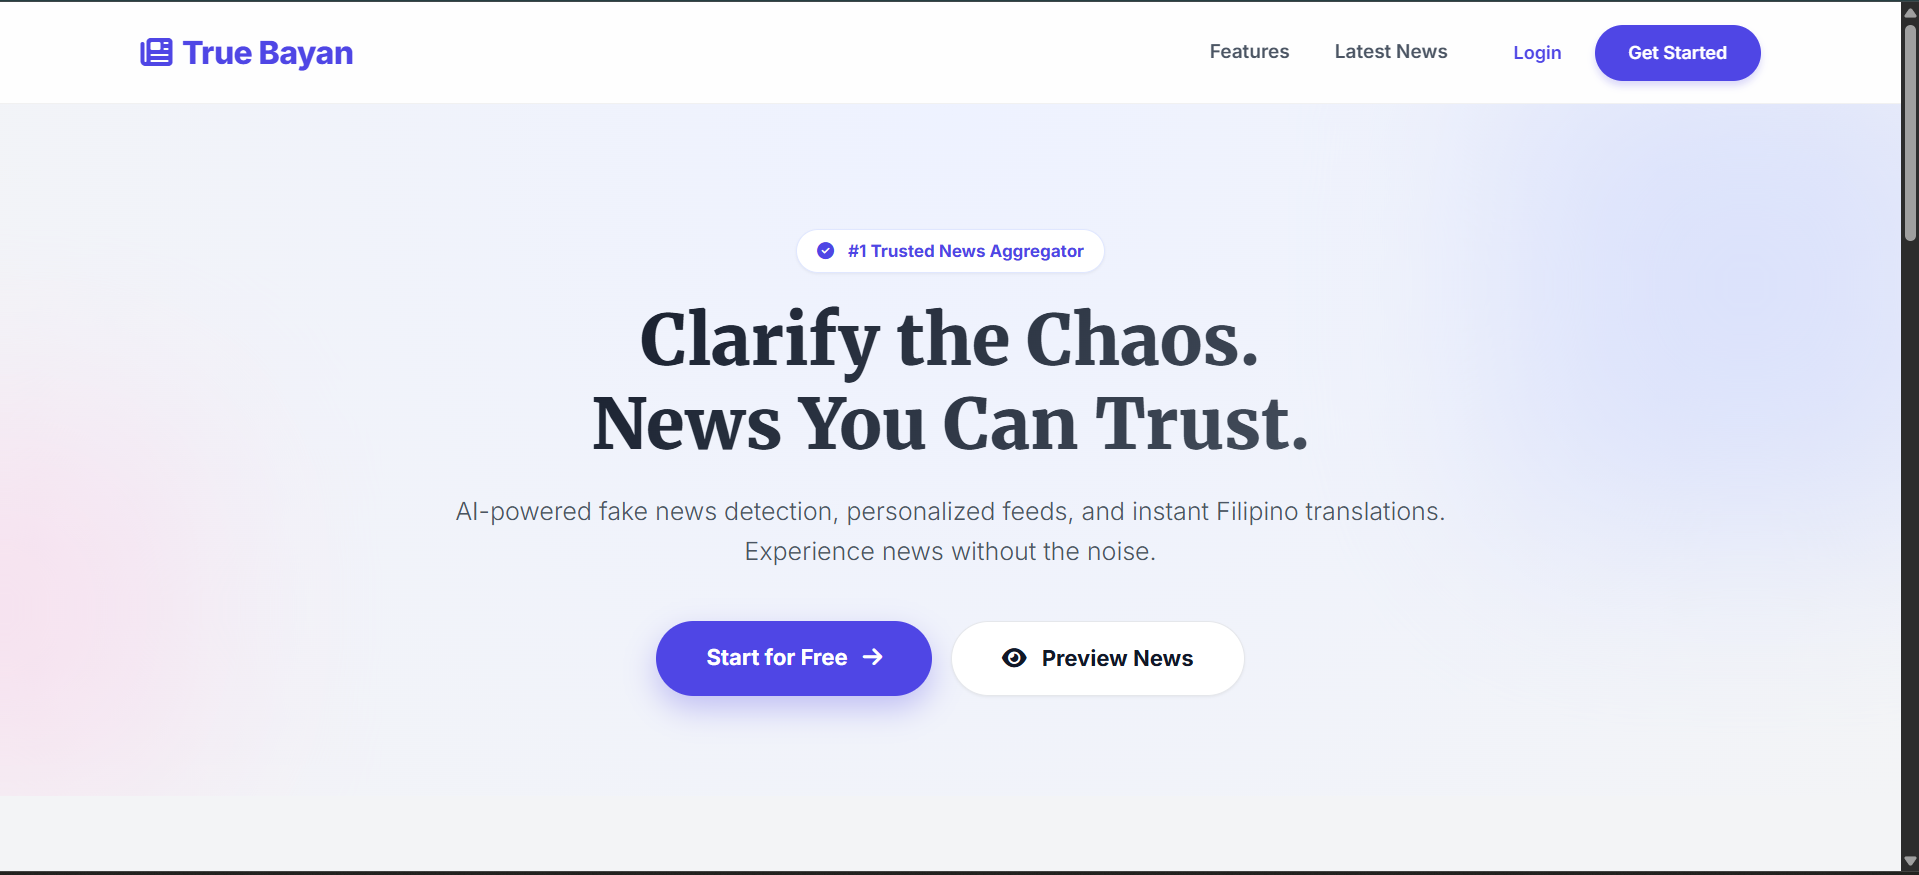 True Bayan
Features
Latest News
Login
Get Started
#1 Trusted News Aggregator
Clarify the Chaos.
News You Can Trust.
AI-powered fake news detection, personalized feeds, and instant Filipino translations.
Experience news without the noise.
Start for Free
Preview News